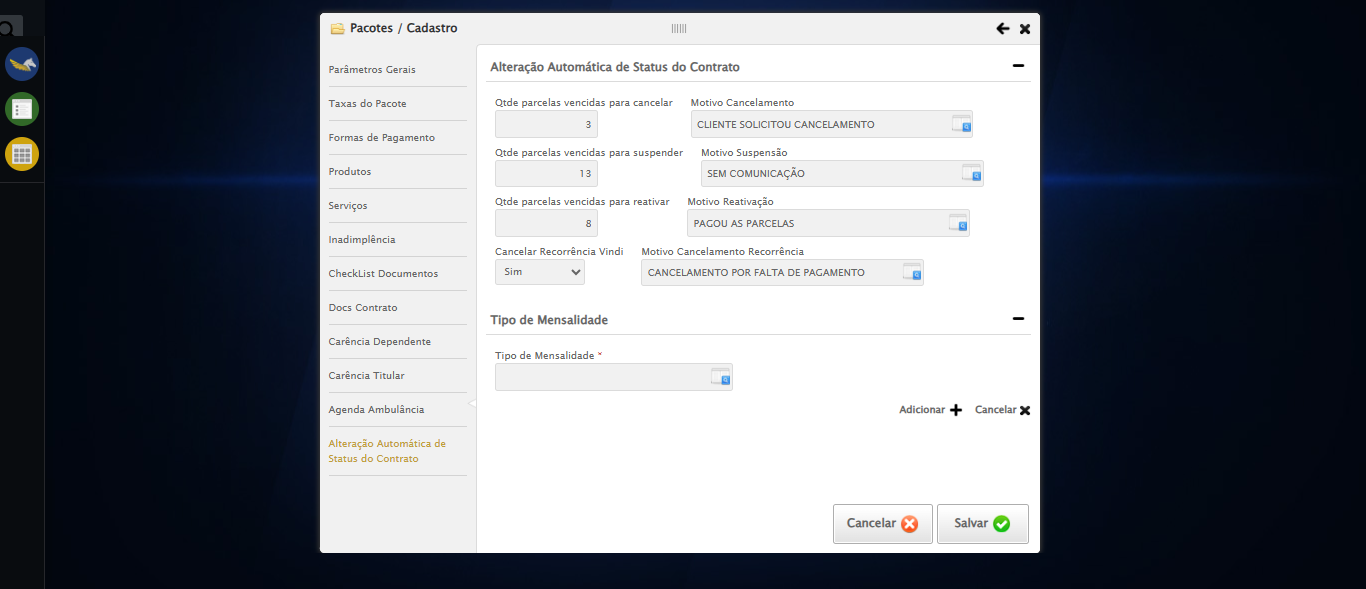 Pacotes / Cadastro
Parâmetros Gerais
Taxas do Pacote
Formas de Pagamento
Produtos
Serviços
Inadimplência
CheckList Documentos
Docs Contrato
Carência Dependente
Carência Titular
Agenda Ambulância
Alteração Automática de
Status do Contrato
Alteração Automática de Status do Contrato
Qtde parcelas vencidas para cancelar Motivo Cancelamento
3 CLIENTE SOLICITOU CANCELAMENTO
Qtde parcelas vencidas para suspender Motivo Suspensão
13 SEM COMUNICAÇÃO
Qtde parcelas vencidas para reativar Motivo Reativação
8 PAGOU AS PARCELAS
Cancelar Recorrência Vindi Motivo Cancelamento Recorrência
Sim CANCELAMENTO POR FALTA DE PAGAMENTO
Tipo de Mensalidade
Tipo de Mensalidade *
Adicionar Cancelar
Cancelar Salvar